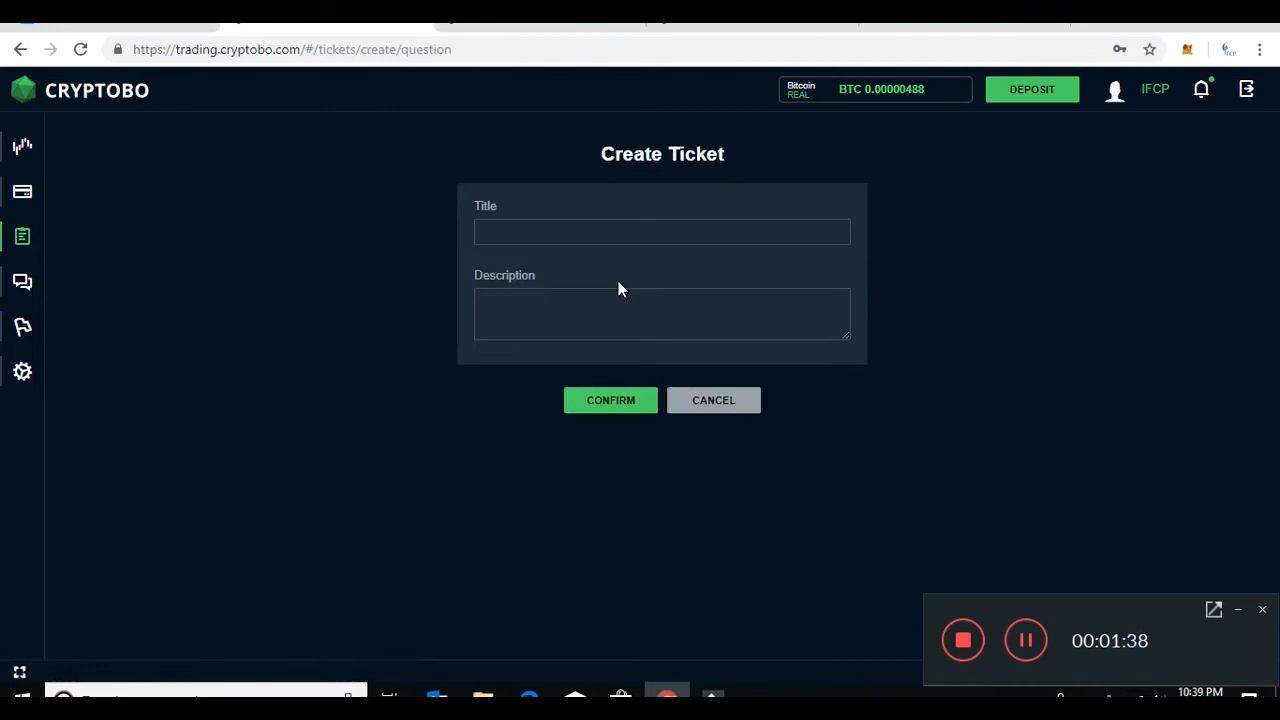 https://trading.cryptobo.com/#/tickets/create/question
CRYPTOBO
Bitcoin
REAL
BTC 0.00000488
DEPOSIT
IFCP
Create Ticket
Title
Description
CONFIRM
CANCEL
00:01:38
10:39 PM